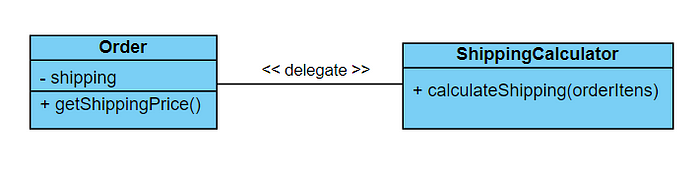 Order
- shipping
+ getShippingPrice()
<< delegate >>
ShippingCalculator
+ calculateShipping(orderItens)